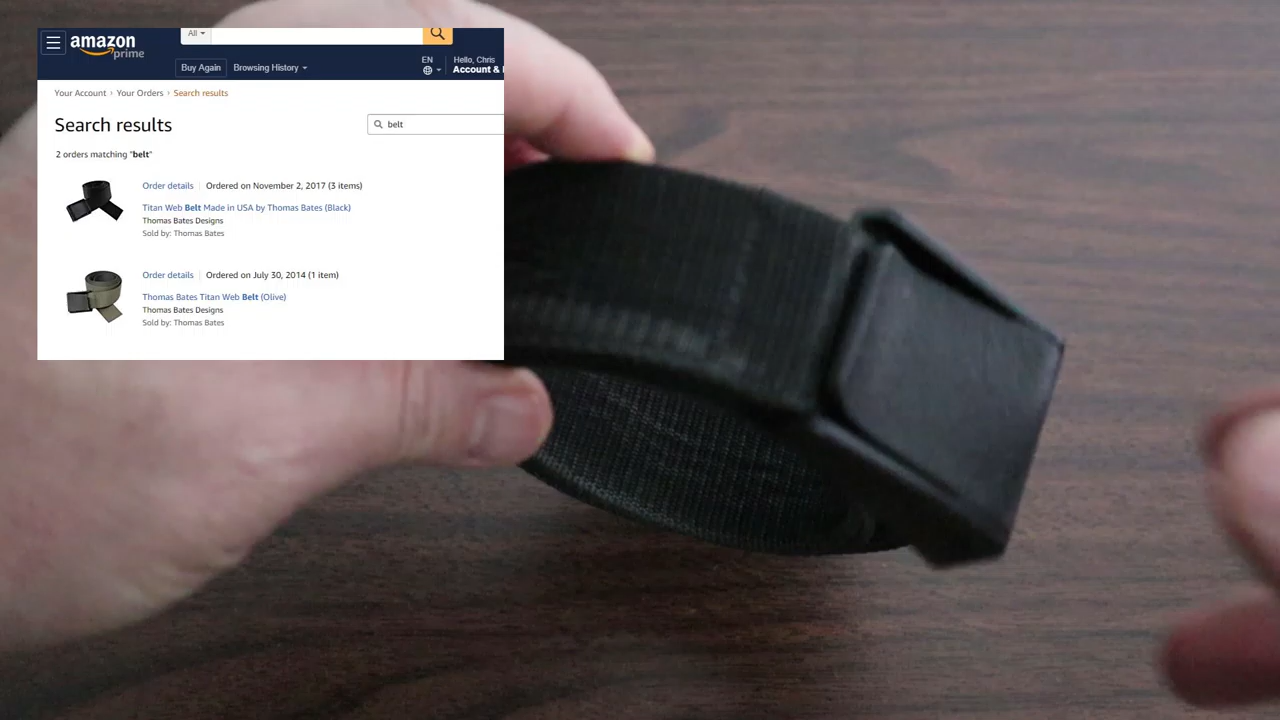 All
amazon
prime
Buy Again
Browsing History
EN
Hello, Chris
Account &
Your Account › Your Orders › Search results
Search results
belt
2 orders matching "belt"
Order details | Ordered on November 2, 2017 (3 items)
Titan Web Belt Made in USA by Thomas Bates (Black)
Thomas Bates Designs
Sold by: Thomas Bates
Order details | Ordered on July 30, 2014 (1 item)
Thomas Bates Titan Web Belt (Olive)
Thomas Bates Designs
Sold by: Thomas Bates